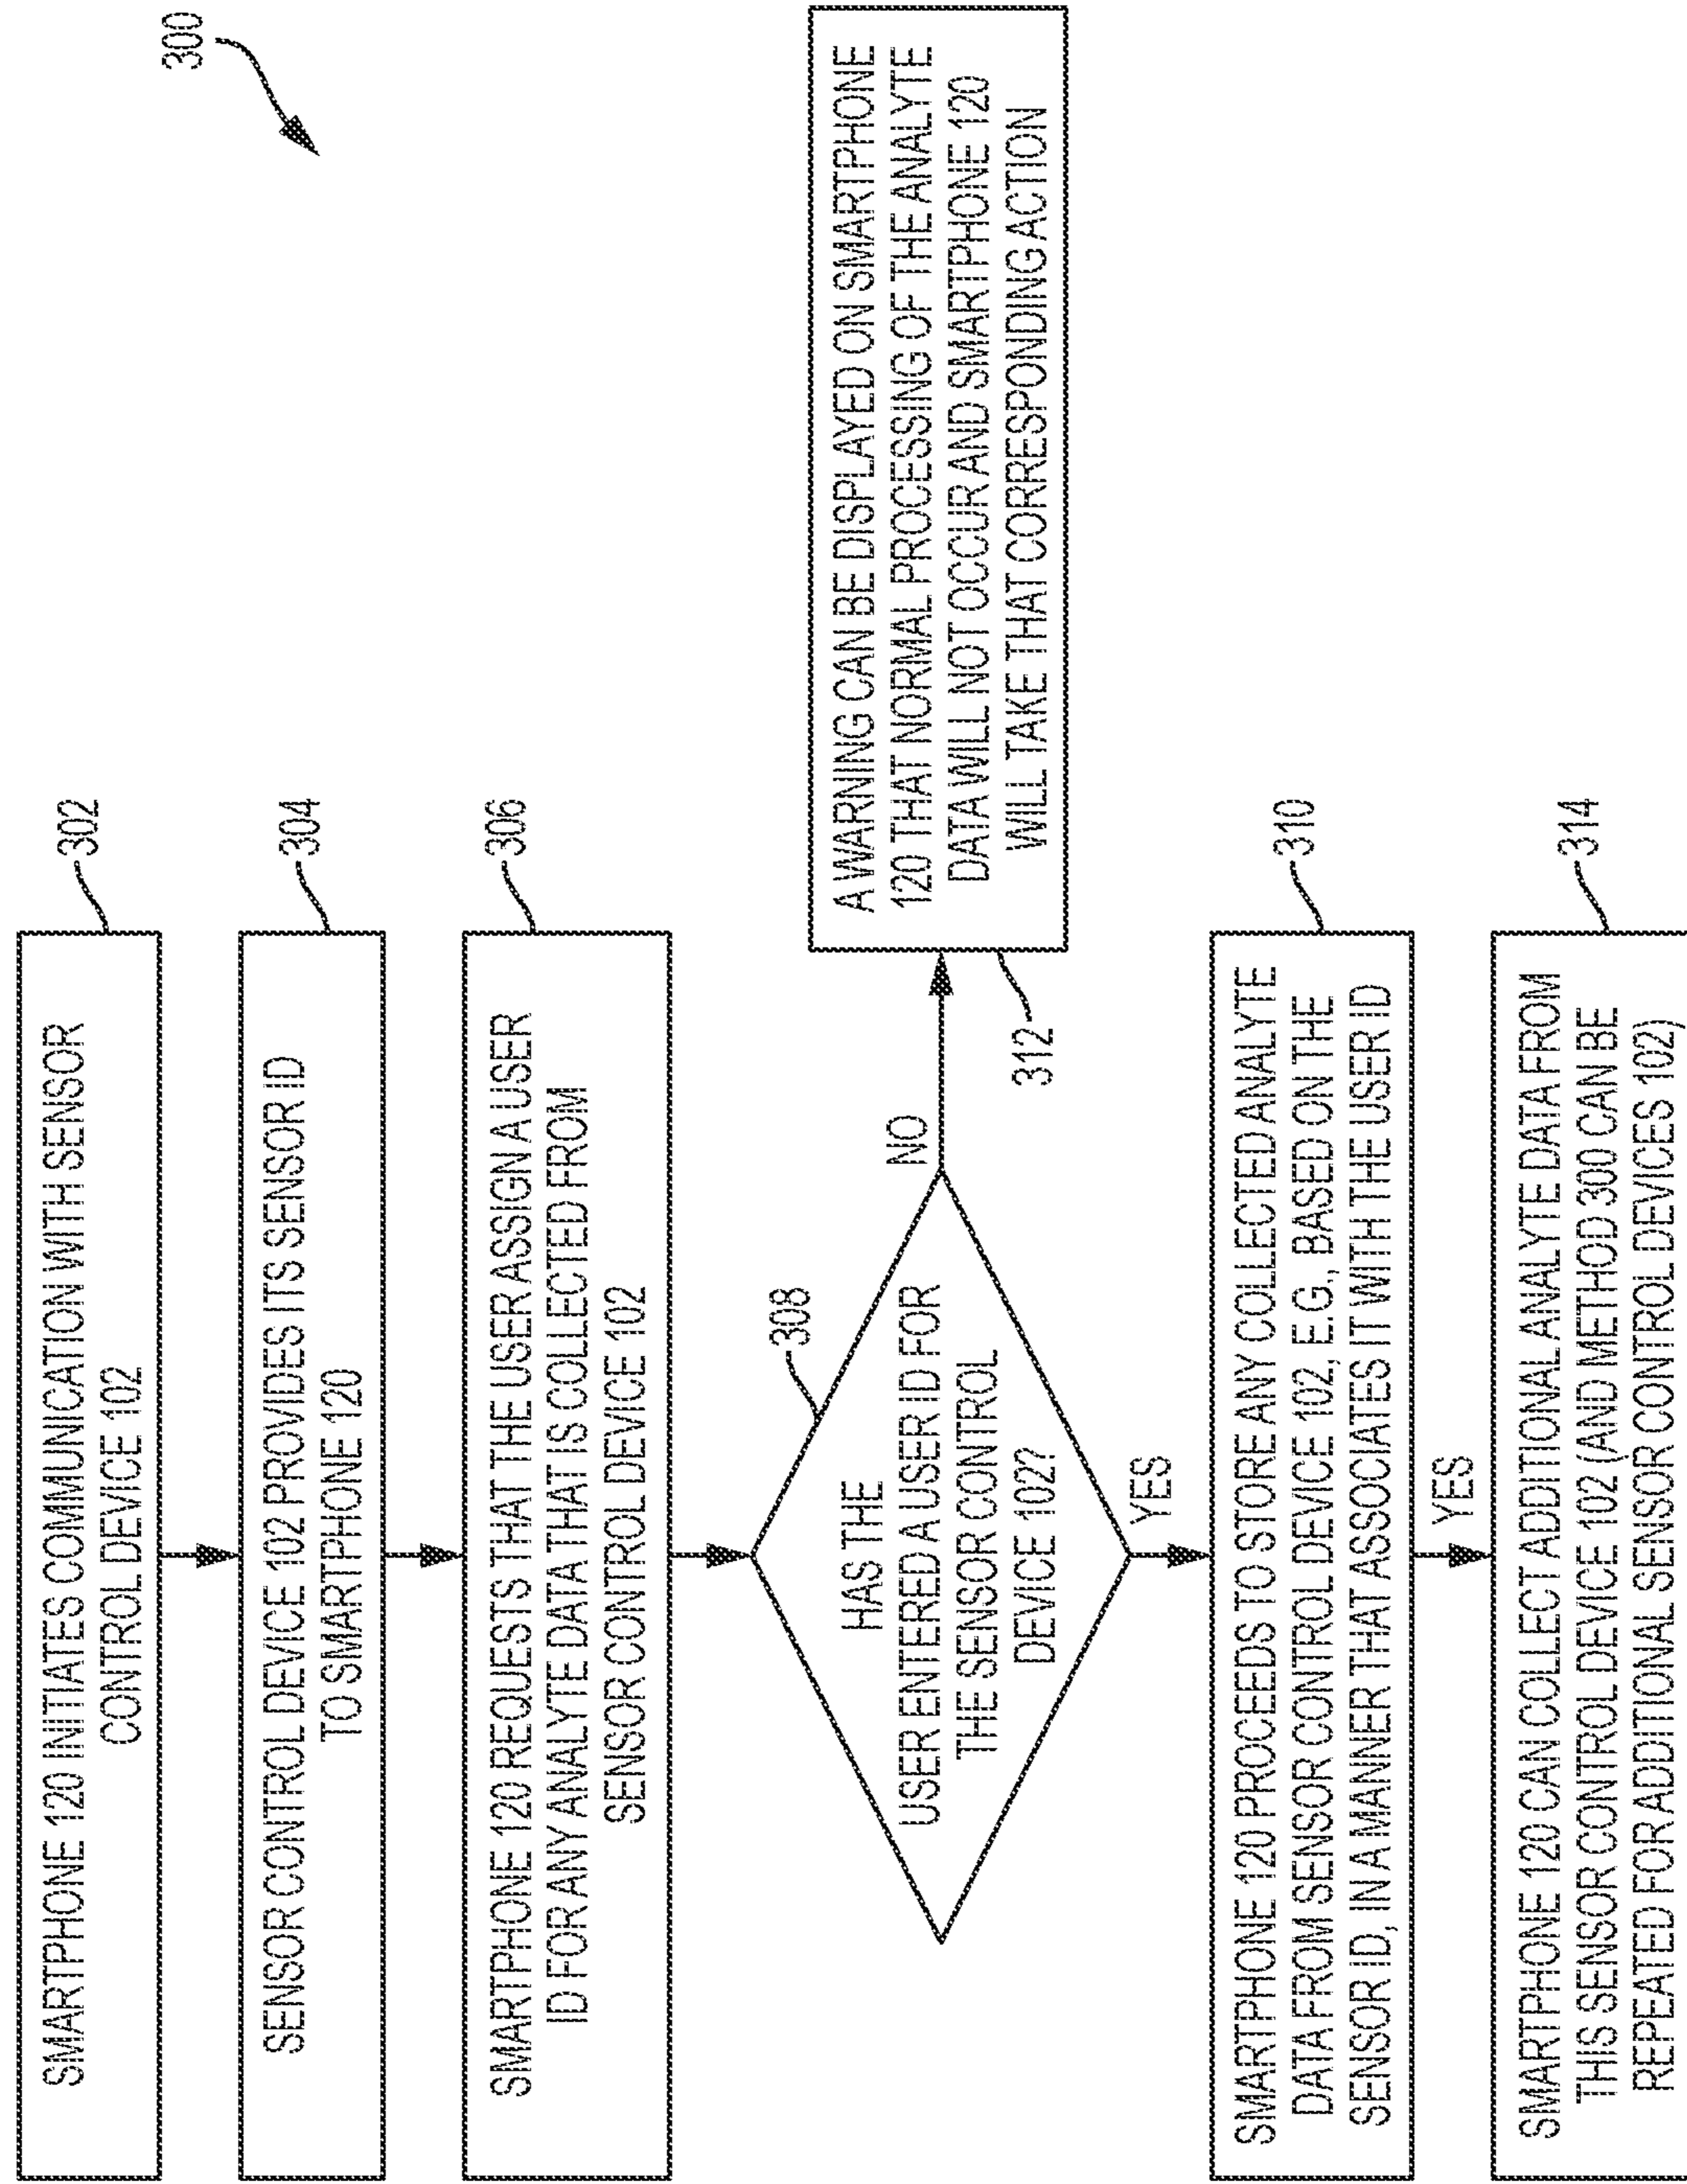 300
SMARTPHONE 120 INITIATES COMMUNICATION WITH SENSOR
CONTROL DEVICE 102
302
SENSOR CONTROL DEVICE 102 PROVIDES ITS SENSOR ID
TO SMARTPHONE 120
304
SMARTPHONE 120 REQUESTS THAT THE USER ASSIGN A USER
ID FOR ANY ANALYTE DATA THAT IS COLLECTED FROM
SENSOR CONTROL DEVICE 102
306
308
HAS THE
USER ENTERED A USER ID FOR
THE SENSOR CONTROL
DEVICE 102?
NO
A WARNING CAN BE DISPLAYED ON SMARTPHONE
120 THAT NORMAL PROCESSING OF THE ANALYTE
DATA WILL NOT OCCUR AND SMARTPHONE 120
WILL TAKE THAT CORRESPONDING ACTION
312
YES
SMARTPHONE 120 PROCEEDS TO STORE ANY COLLECTED ANALYTE
DATA FROM SENSOR CONTROL DEVICE 102, E.G., BASED ON THE
SENSOR ID, IN A MANNER THAT ASSOCIATES IT WITH THE USER ID
310
YES
SMARTPHONE 120 CAN COLLECT ADDITIONAL ANALYTE DATA FROM
THIS SENSOR CONTROL DEVICE 102 (AND METHOD 300 CAN BE
REPEATED FOR ADDITIONAL SENSOR CONTROL DEVICES 102)
314